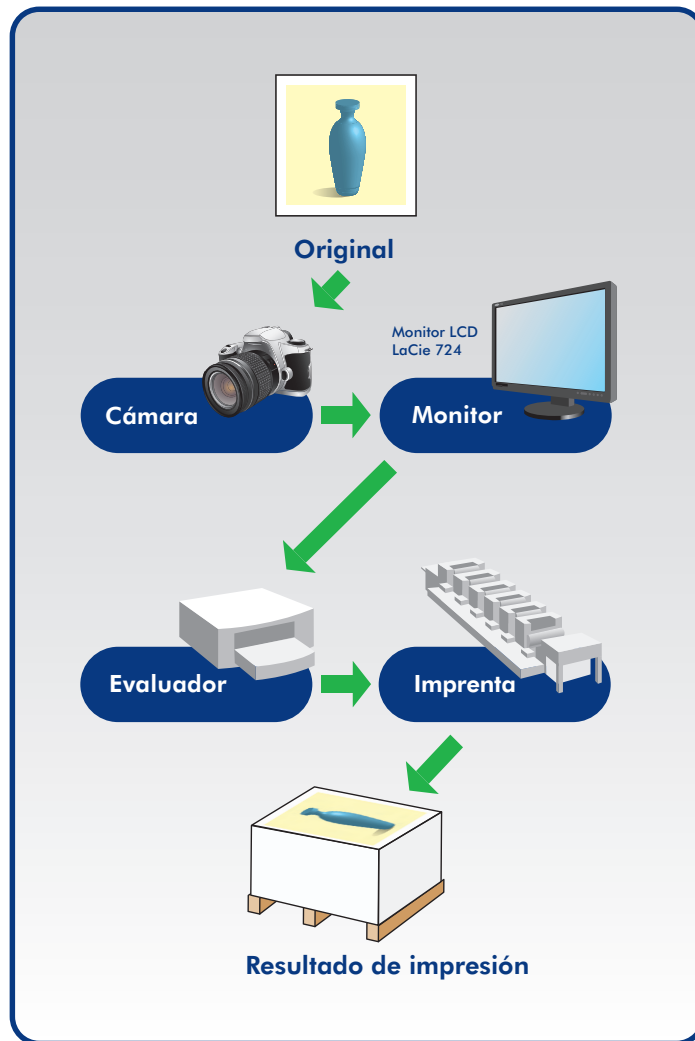 Original
Monitor LCD
LaCie 724
Cámara
Monitor
Evaluador
Imprenta
Resultado de impresión